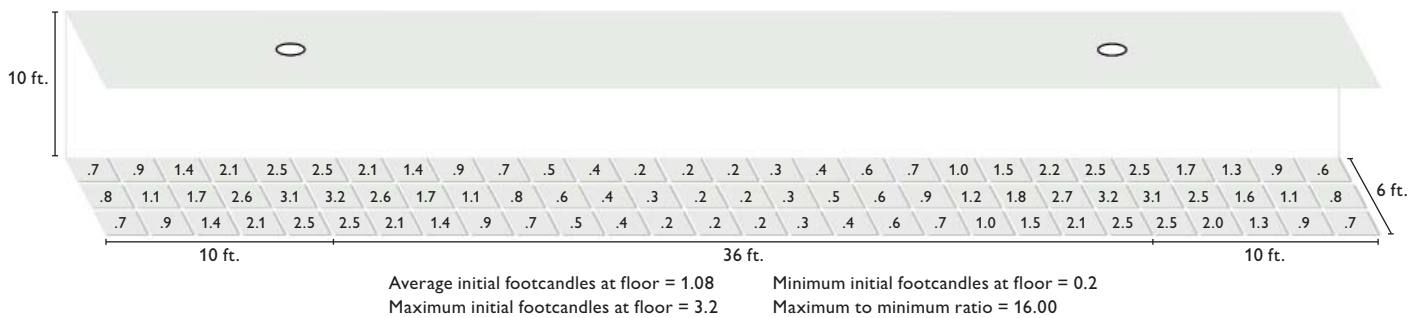 10 ft.
.7 .9 1.4 2.1 2.5 2.5 2.1 1.4 .9 .7 .5 .4 .2 .2 .2 .3 .4 .6 .7 1.0 1.5 2.2 2.5 2.5 1.7 1.3 .9 .6
.8 1.1 1.7 2.6 3.1 3.2 2.6 1.7 1.1 .8 .6 .4 .3 .2 .2 .3 .5 .6 .9 1.2 1.8 2.7 3.2 3.1 2.5 1.6 1.1 .8
6 ft.
.7 .9 1.4 2.1 2.5 2.5 2.1 1.4 .9 .7 .5 .4 .2 .2 .2 .3 .4 .6 .7 1.0 1.5 2.1 2.5 2.5 2.0 1.3 .9 .7
10 ft. 36 ft. 10 ft.
Average initial footcandles at floor = 1.08 Minimum initial footcandles at floor = 0.2
Maximum initial footcandles at floor = 3.2 Maximum to minimum ratio = 16.00